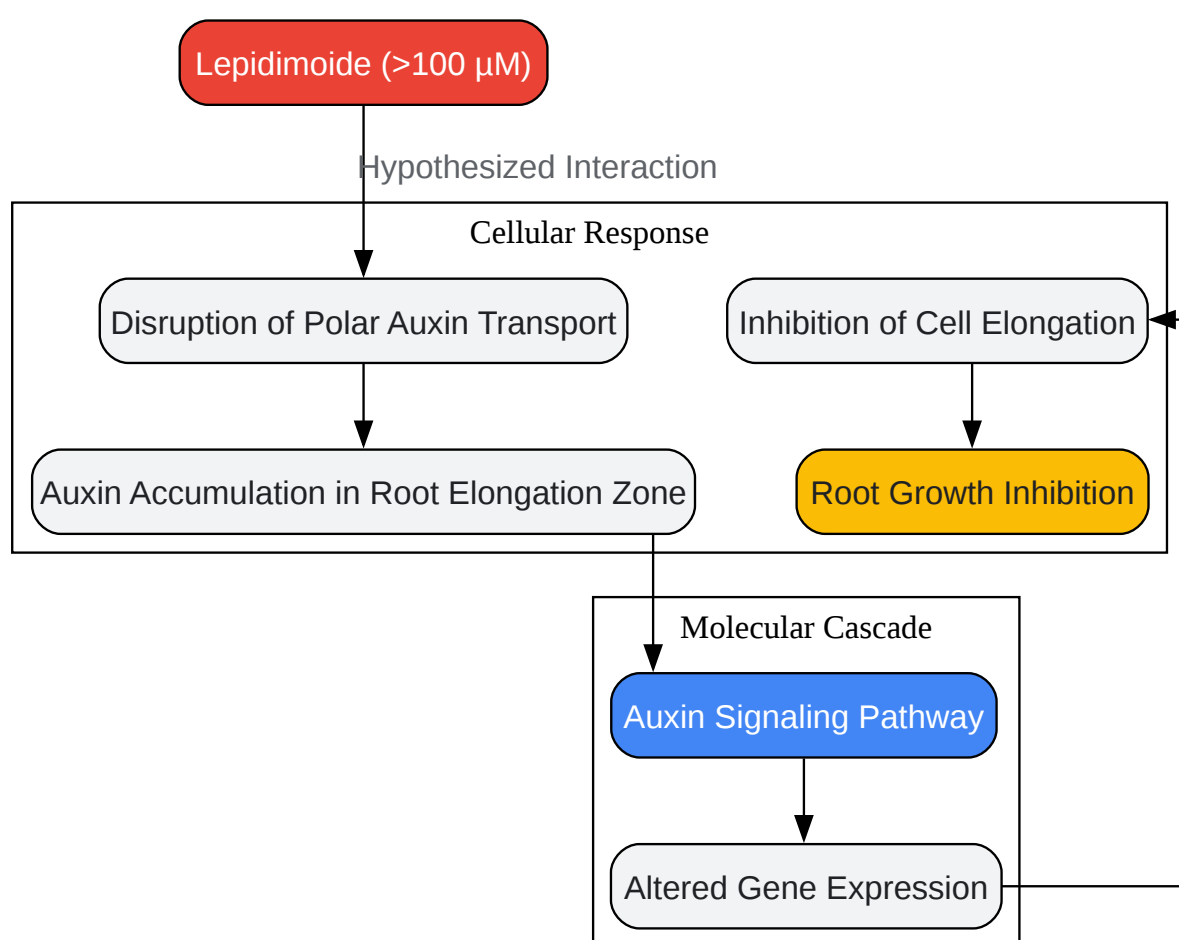 Lepidimoide (>100 µM)
Hypothesized Interaction
Cellular Response
Disruption of Polar Auxin Transport
Inhibition of Cell Elongation
Auxin Accumulation in Root Elongation Zone
Root Growth Inhibition
Molecular Cascade
Auxin Signaling Pathway
Altered Gene Expression